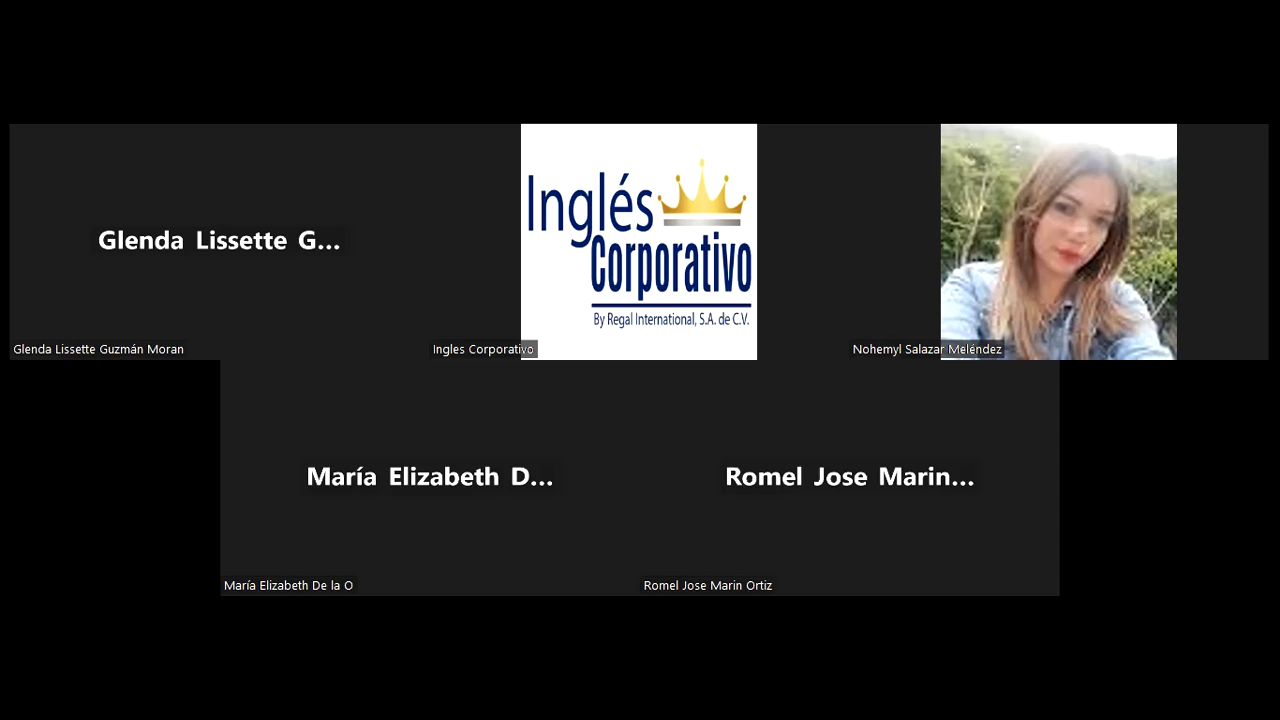 Glenda Lissette G...
Glenda Lissette Guzmán Moran
Inglés
Corporativo
By Regal International, S.A. de C.V.
Ingles Corporativo
Nohemyl Salazar Meléndez
María Elizabeth D...
María Elizabeth De la O
Romel Jose Marin...
Romel Jose Marin Ortiz